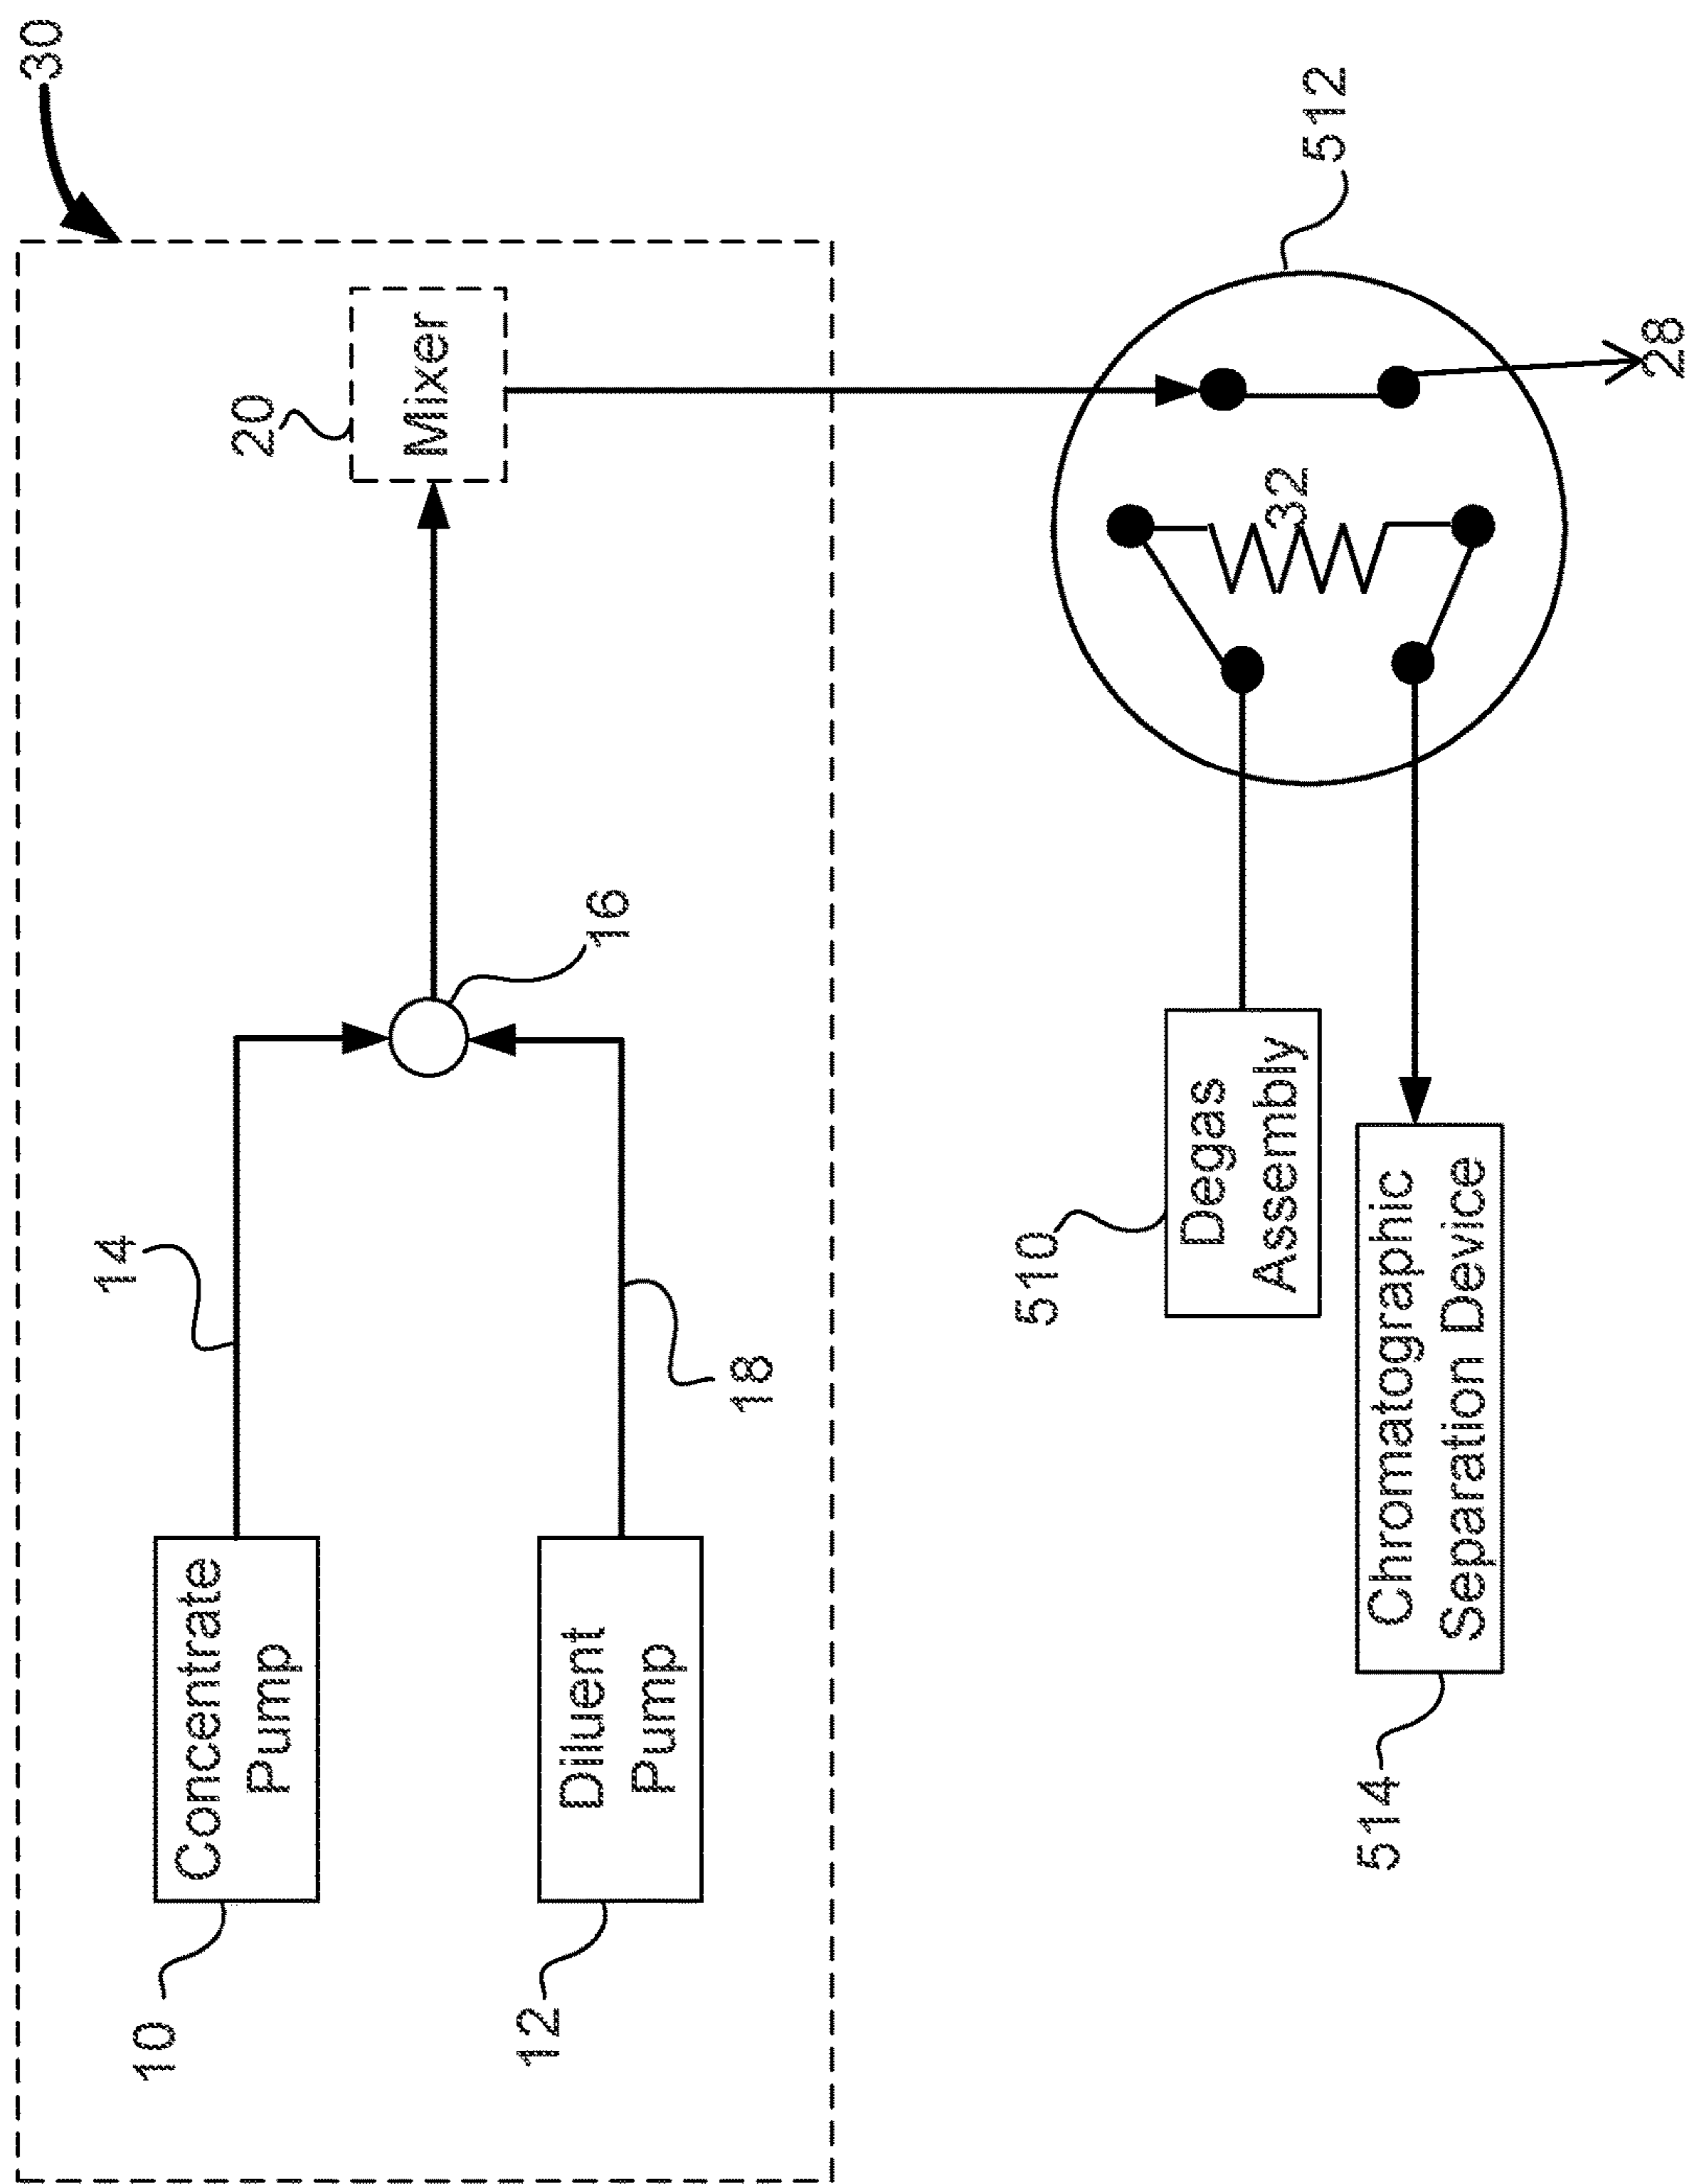 30
20
Mixer
16
14
18
Concentrate
Pump
10
Diluent
Pump
12
512
32
28
510
Degas
Assembly
Chromatographic
Separation Device
514